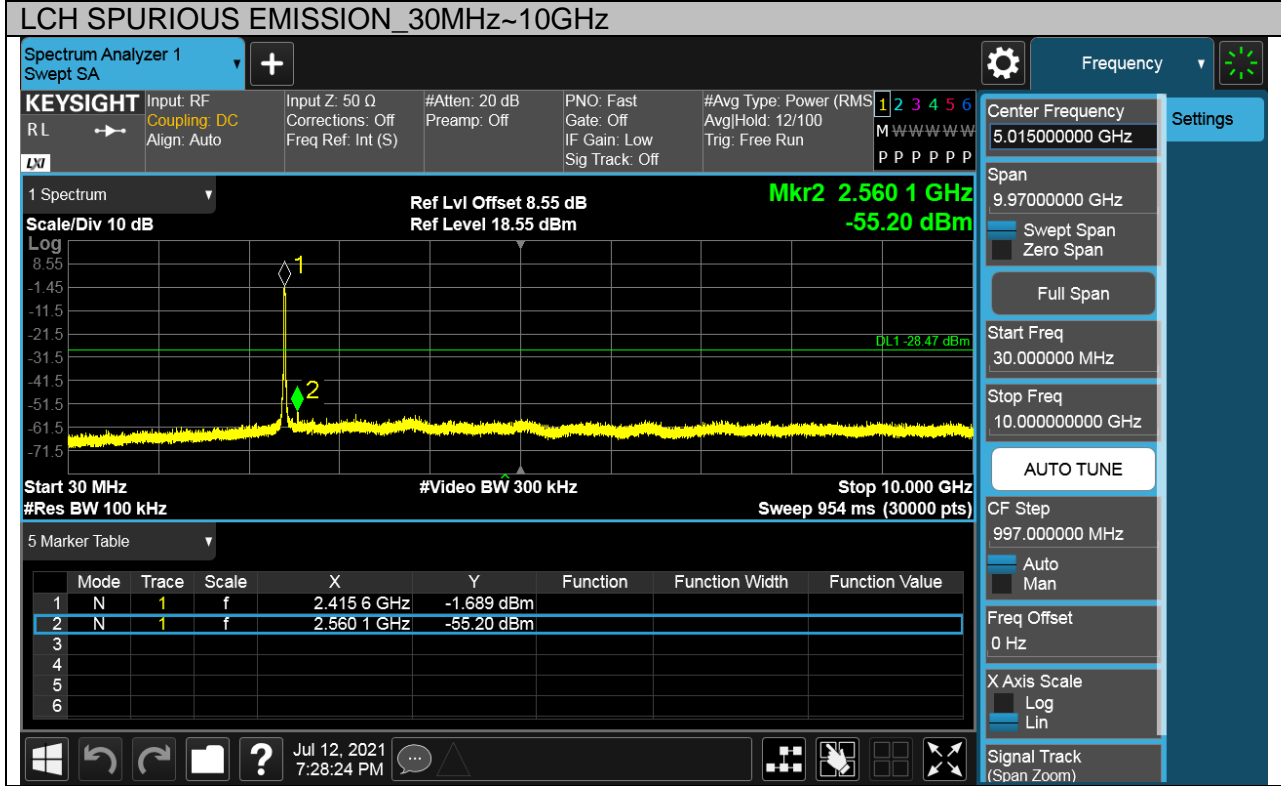 LCH SPURIOUS EMISSION_30MHz~10GHz
Spectrum Analyzer 1
Swept SA
Frequency
KEYSIGHT
RL
LXI
Input: RF
Coupling: DC
Align: Auto
Input Z: 50 Ω
Corrections: Off
Freq Ref: Int (S)
#Atten: 20 dB
Preamp: Off
PNO: Fast
Gate: Off
IF Gain: Low
Sig Track: Off
#Avg Type: Power (RMS
Avg|Hold: 12/100
Trig: Free Run
1 2 3 4 5 6
M W W W W W
P P P P P P
1 Spectrum
Scale/Div 10 dB
Ref Lvl Offset 8.55 dB
Ref Level 18.55 dBm
Mkr2 2.560 1 GHz
-55.20 dBm
Log
8.55
-1.45
-11.5
-21.5
-31.5
-41.5
-51.5
-61.5
-71.5
1
2
DL1 -28.47 dBm
Start 30 MHz
#Video BW 300 kHz
Stop 10.000 GHz
#Res BW 100 kHz
Sweep 954 ms (30000 pts)
5 Marker Table
Mode Trace Scale X Y Function Function Width Function Value
1 N 1 f 2.415 6 GHz -1.689 dBm
2 N 1 f 2.560 1 GHz -55.20 dBm
3
4
5
6
Jul 12, 2021
7:28:24 PM
Center Frequency
5.015000000 GHz
Settings
Span
9.97000000 GHz
Swept Span
Zero Span
Full Span
Start Freq
30.000000 MHz
Stop Freq
10.000000000 GHz
AUTO TUNE
CF Step
997.000000 MHz
Auto
Man
Freq Offset
0 Hz
X Axis Scale
Log
Lin
Signal Track
(Span Zoom)